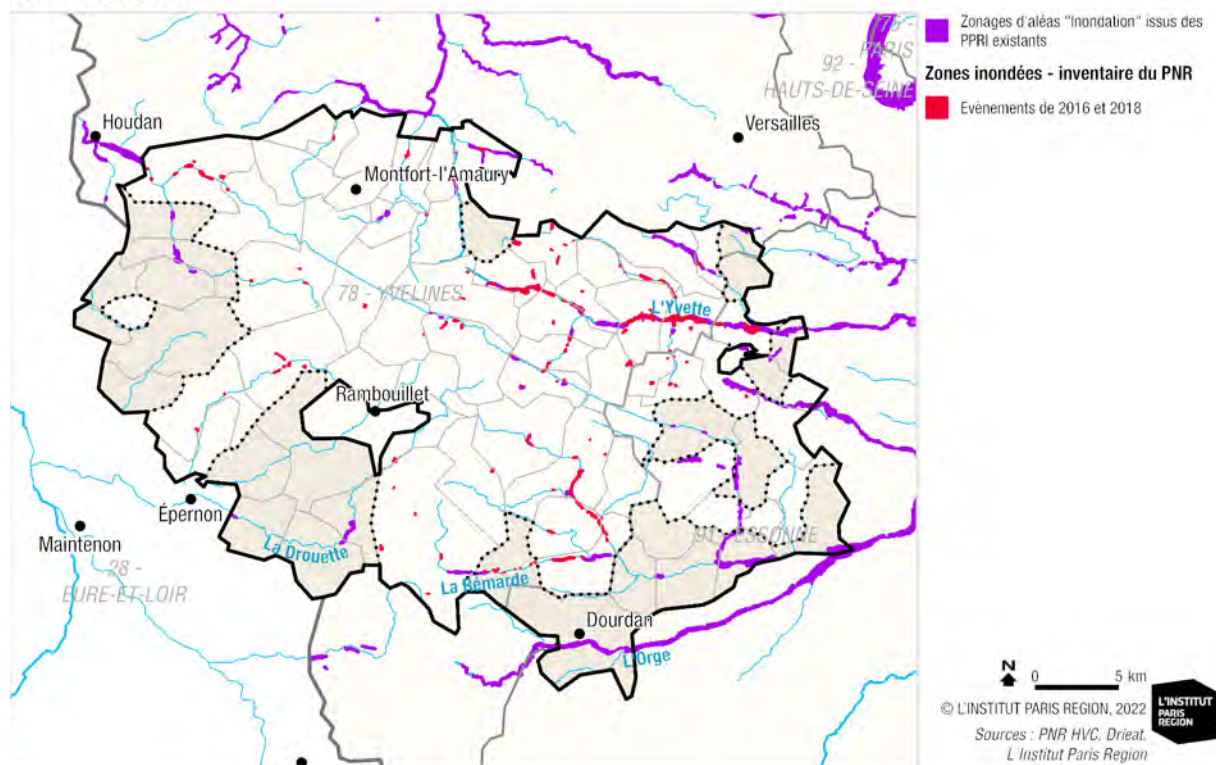 Zonages d'aléas "Inondation" issus des
PPRI existants
Zones inondées - inventaire du PNR
Evènements de 2016 et 2018
75 -
PARIS
92 -
HAUTS-DE-SEINE
Houdan
Versailles
Montfort-l'Amaury
78 - YVELINES
L'Yvette
Rambouillet
Épernon
Maintenon
28 -
EURE-ET-LOIR
La Drouette
91 - ESSONNE
La Rémarde
Dourdan
L'Orge
N
0 5 km
© L'INSTITUT PARIS REGION, 2022
Sources : PNR HVC, Drieat.
L'Institut Paris Region
L'INSTITUT
PARIS
REGION